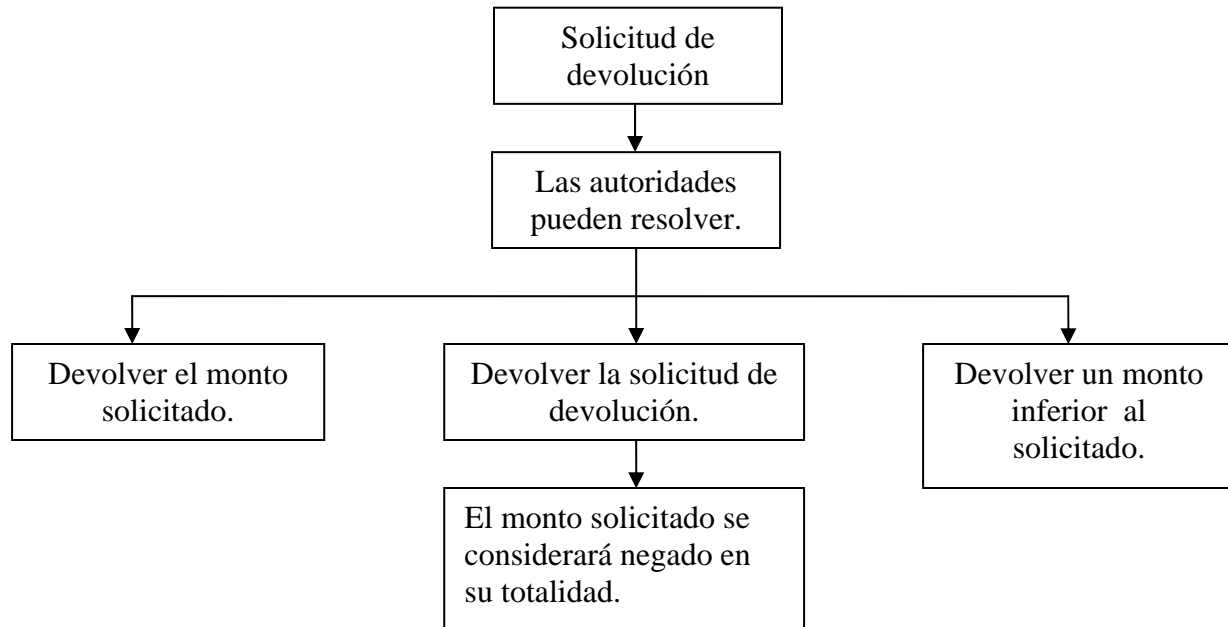 Solicitud de
devolución
Las autoridades
pueden resolver.
Devolver el monto
solicitado.
Devolver la solicitud de
devolución.
Devolver un monto
inferior al
solicitado.
El monto solicitado se
considerará negado en
su totalidad.